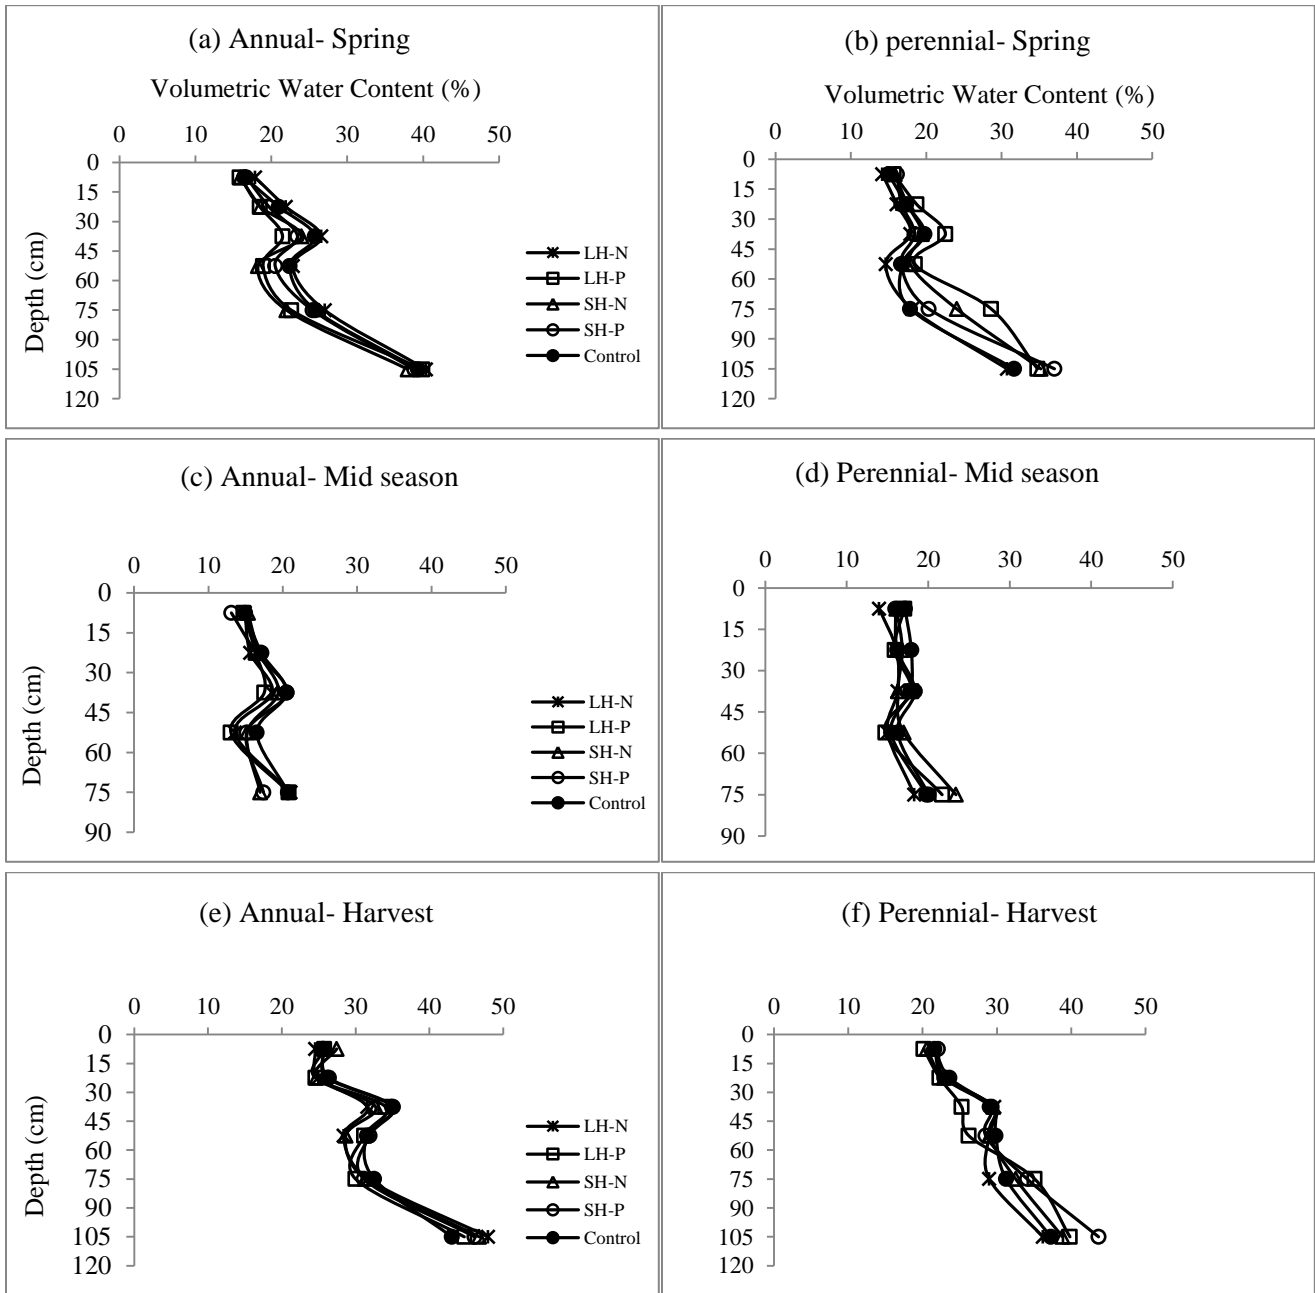 (a) Annual- Spring
Volumetric Water Content (%)
0 10 20 30 40 50
0
15
30
45
60
75
90
105
120
Depth (cm)
LH-N
LH-P
SH-N
SH-P
Control
(b) perennial- Spring
Volumetric Water Content (%)
0 10 20 30 40 50
0
15
30
45
60
75
90
105
120
(c) Annual- Mid season
0 10 20 30 40 50
0
15
30
45
60
75
90
Depth (cm)
LH-N
LH-P
SH-N
SH-P
Control
(d) Perennial- Mid season
0 10 20 30 40 50
0
15
30
45
60
75
90
(e) Annual- Harvest
0 10 20 30 40 50
0
15
30
45
60
75
90
105
120
Depth (cm)
LH-N
LH-P
SH-N
SH-P
Control
(f) Perennial- Harvest
0 10 20 30 40 50
0
15
30
45
60
75
90
105
120